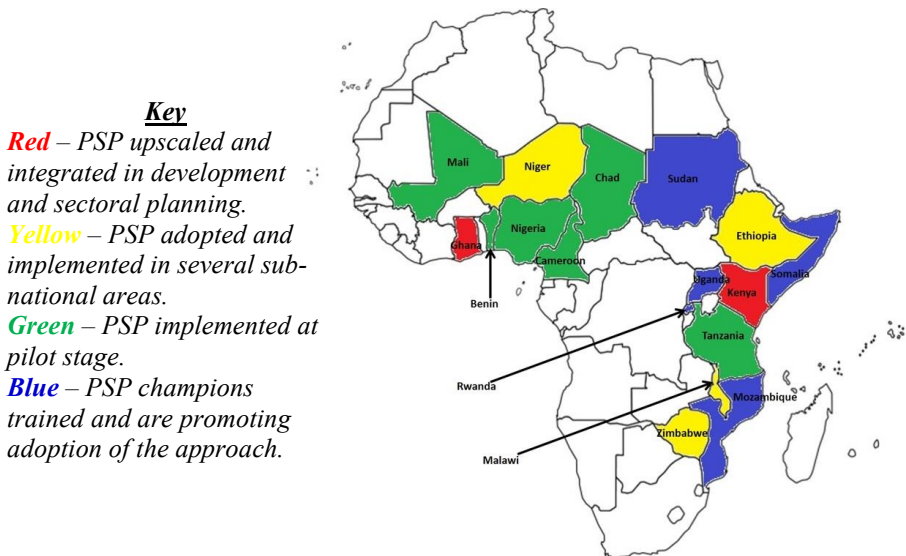 Key
Red – PSP upscaled and
integrated in development
and sectoral planning.
Yellow – PSP adopted and
implemented in several sub-
national areas.
Green – PSP implemented at
pilot stage.
Blue – PSP champions
trained and are promoting
adoption of the approach.
Mali
Niger
Chad
Sudan
Nigeria
Ghana
Ethiopia
Cameroon
Somalia
Uganda
Kenya
Benin
Tanzania
Rwanda
Mozambique
Zimbabwe
Malawi